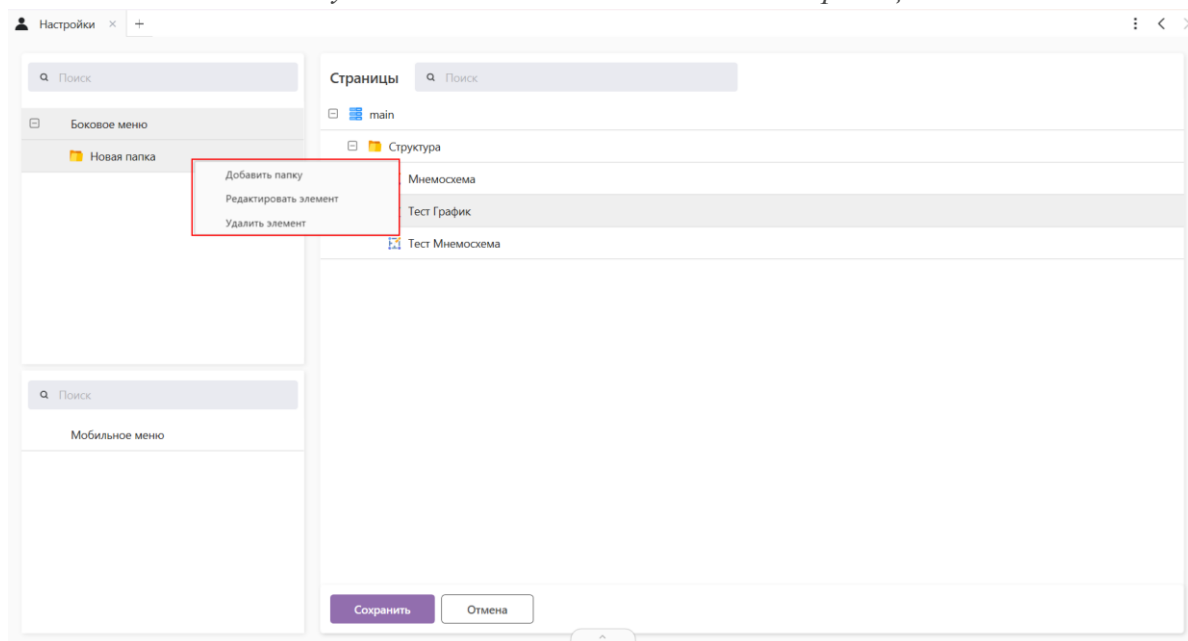 Настройки
Поиск
Боковое меню
Новая папка
Добавить папку
Редактировать элемент
Удалить элемент
Поиск
Мобильное меню
Страницы
Поиск
main
Структура
Мнемосхема
Тест График
Тест Мнемосхема
Сохранить
Отмена